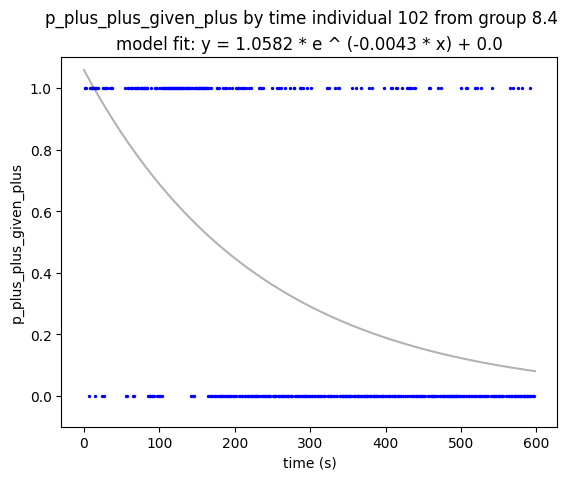 p_plus_plus_given_plus by time individual 102 from group 8.4
model fit: y = 1.0582 * e ^ (-0.0043 * x) + 0.0
1.0
0.8
0.6
0.4
0.2
0.0
p_plus_plus_given_plus
0 100 200 300 400 500 600
time (s)